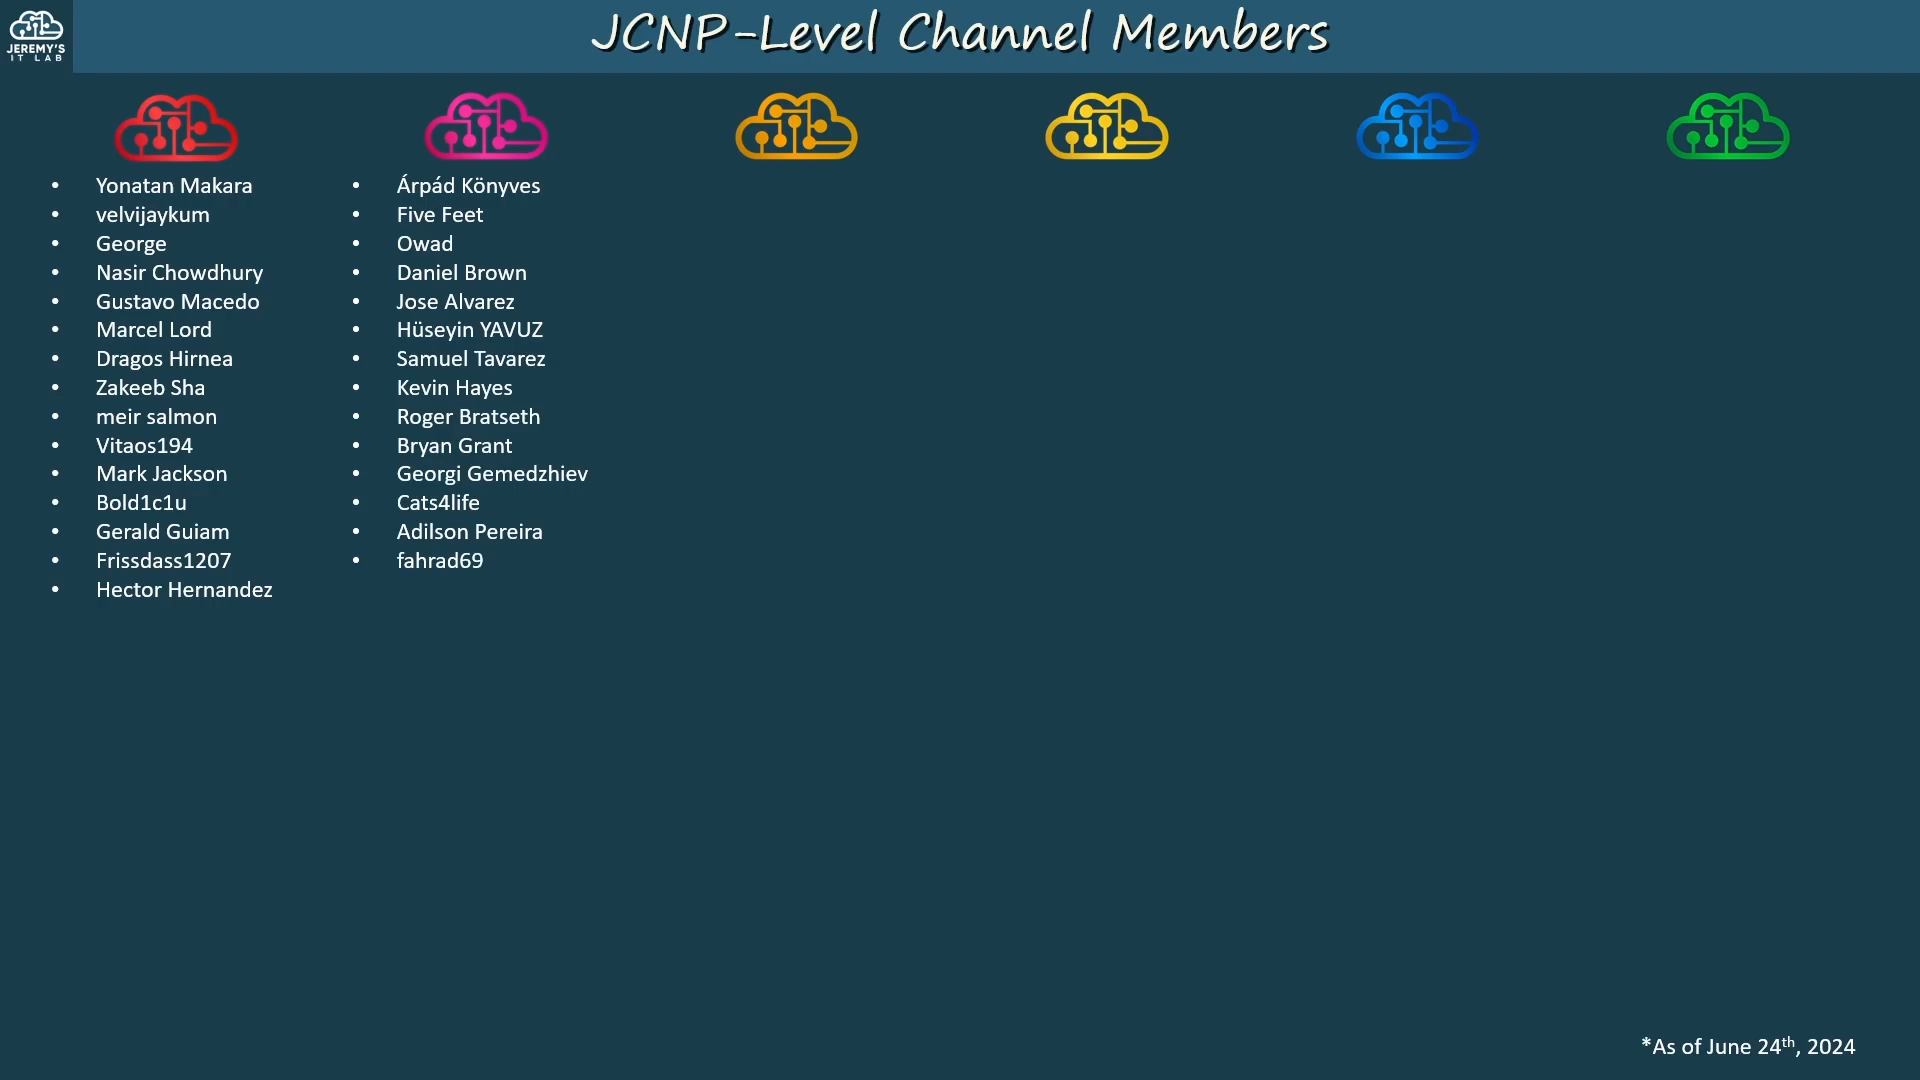 JEREMY'S
IT LAB
JCNP-Level Channel Members
• Yonatan Makara
• velvijaykum
• George
• Nasir Chowdhury
• Gustavo Macedo
• Marcel Lord
• Dragos Hirnea
• Zakeeb Sha
• meir salmon
• Vitaos194
• Mark Jackson
• Bold1c1u
• Gerald Guiam
• Frissdass1207
• Hector Hernandez
• Árpád Könyves
• Five Feet
• Owad
• Daniel Brown
• Jose Alvarez
• Hüseyin YAVUZ
• Samuel Tavarez
• Kevin Hayes
• Roger Bratseth
• Bryan Grant
• Georgi Gemedzhiev
• Cats4life
• Adilson Pereira
• fahrad69
*As of June 24th, 2024